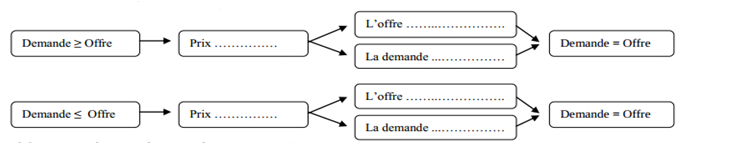 L'offre ……..…………….
Demande ≥ Offre
Prix ……………
Demande = Offre
La demande ...……………
L'offre ……..…………….
Demande ≤ Offre
Prix ……………
Demande = Offre
La demande ...……………